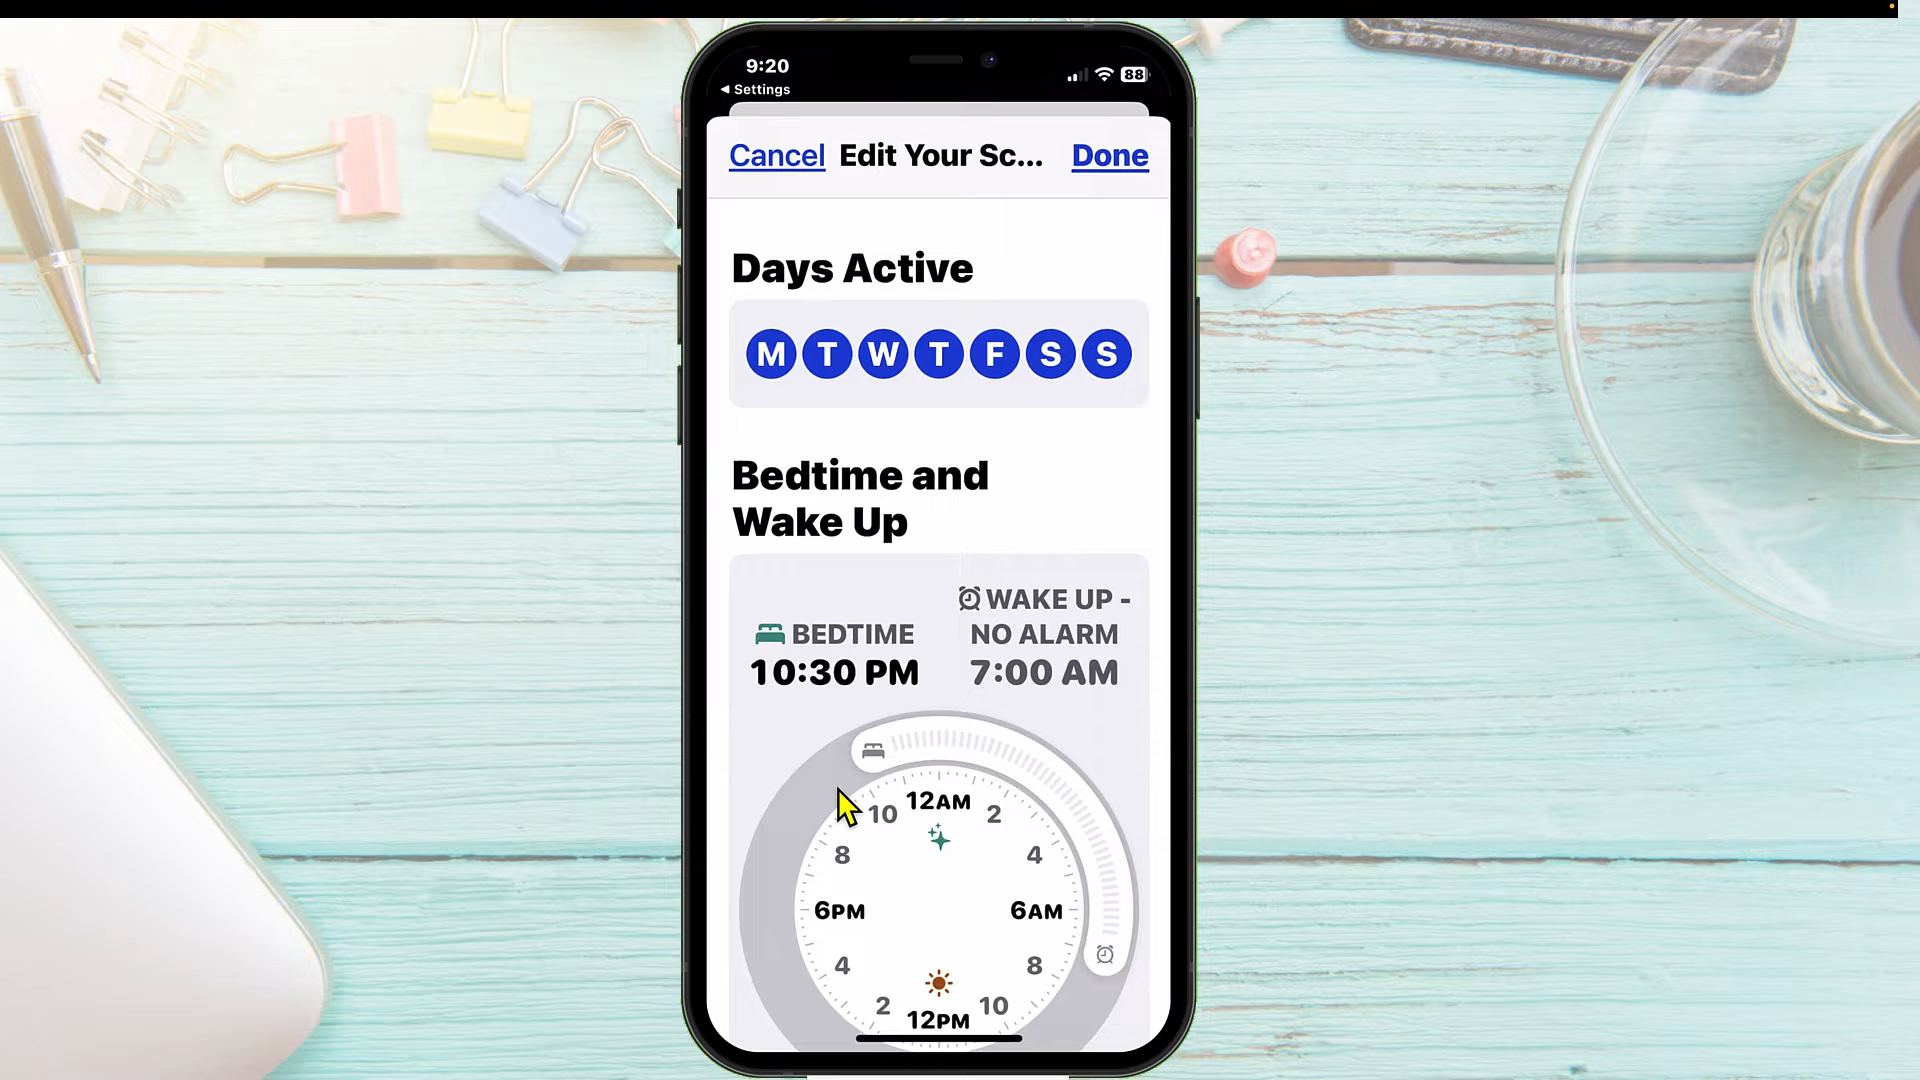 9:20
88
◀ Settings
Cancel Edit Your Sc... Done
Days Active
M T W T F S S
Bedtime and
Wake Up
WAKE UP -
BEDTIME NO ALARM
10:30 PM 7:00 AM
12AM
10 2
8 4
6PM 6AM
4 8
2 10
12PM